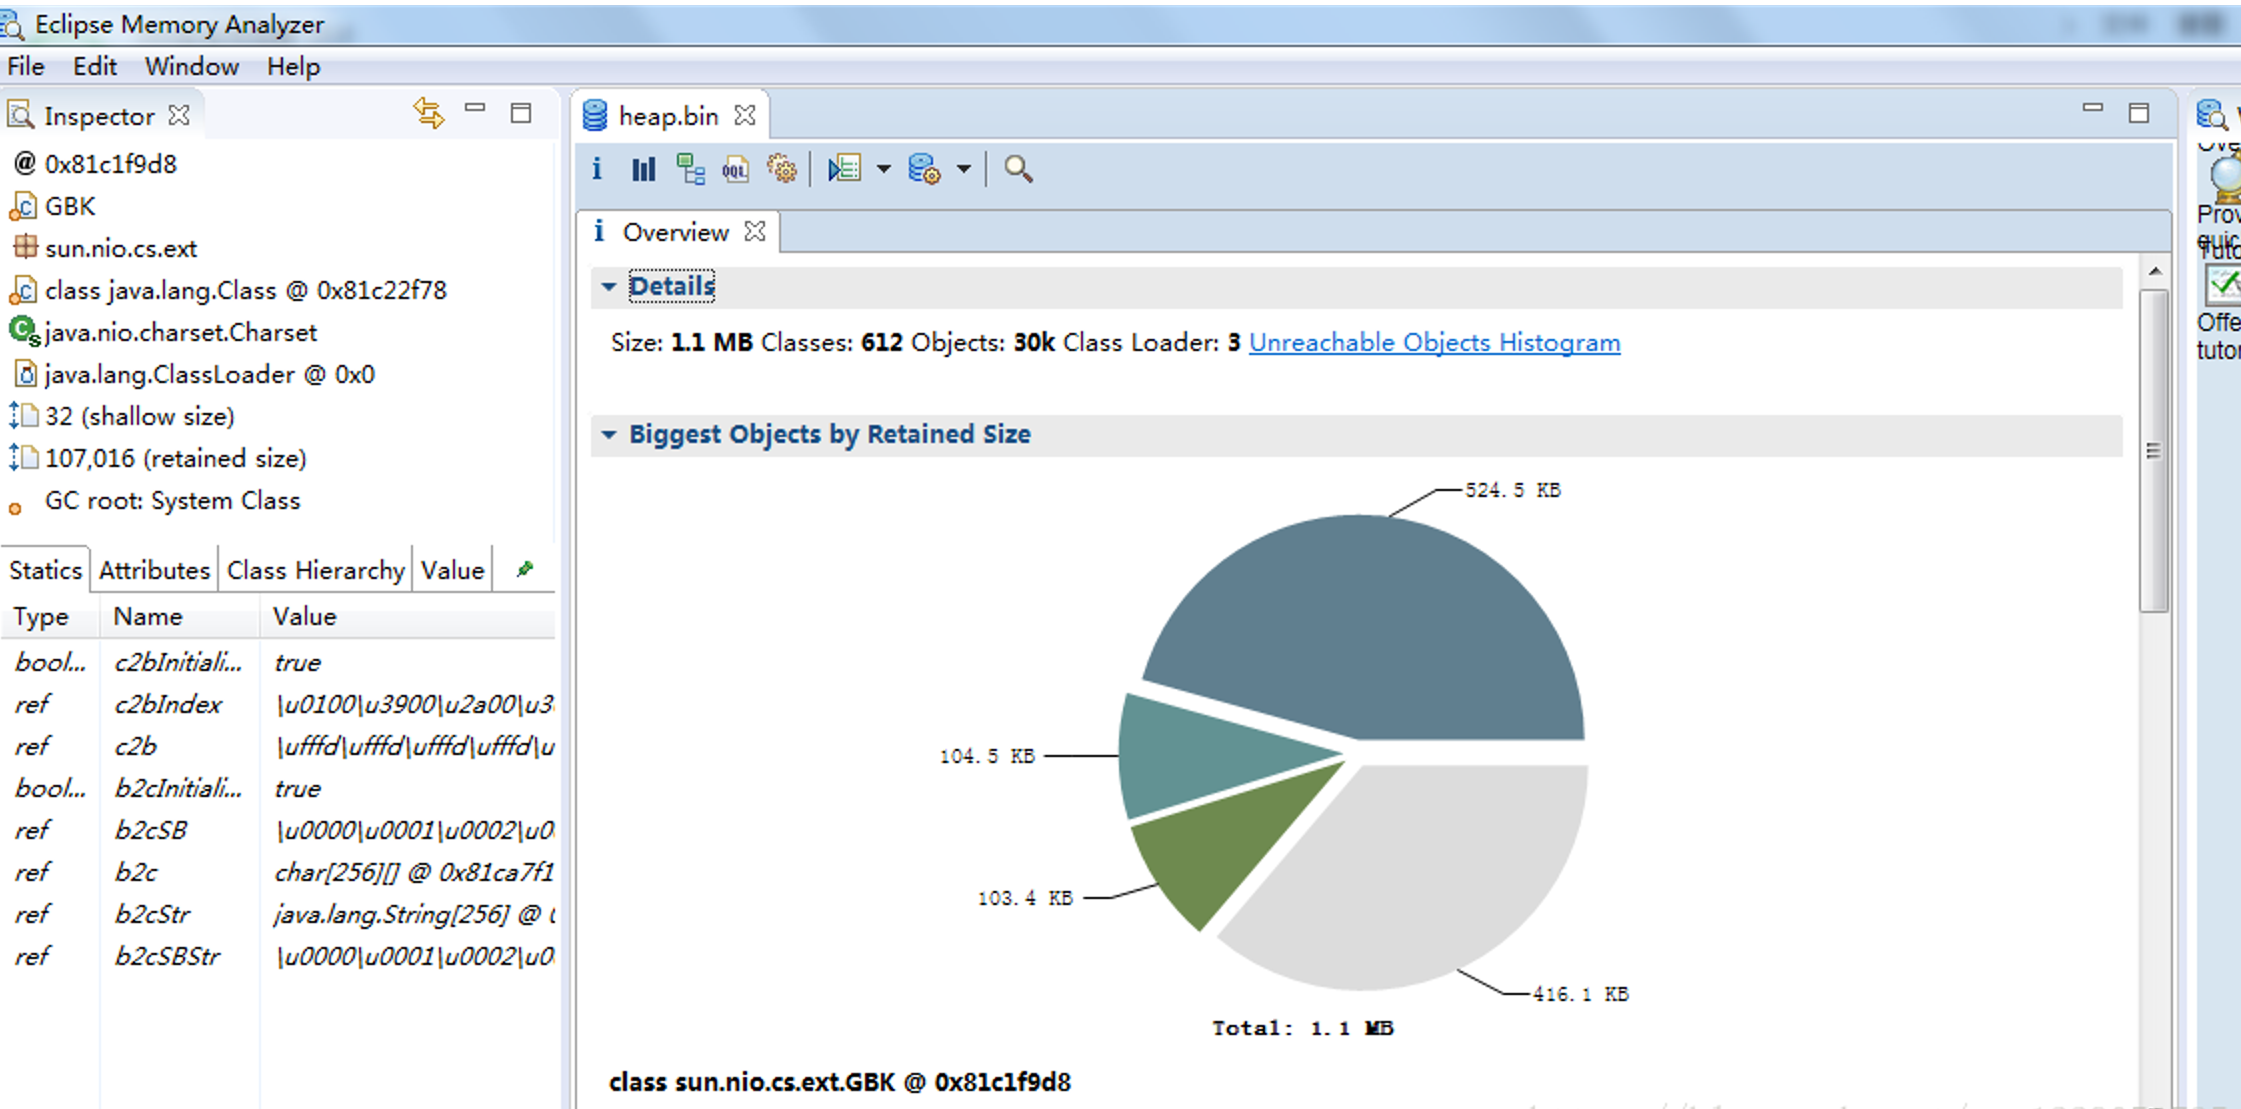 Eclipse Memory Analyzer
File Edit Window Help
Inspector
@ 0x81c1f9d8
GBK
sun.nio.cs.ext
class java.lang.Class @ 0x81c22f78
java.nio.charset.Charset
java.lang.ClassLoader @ 0x0
32 (shallow size)
107,016 (retained size)
GC root: System Class
Statics Attributes Class Hierarchy Value
Type Name Value
bool... c2bInitiali... true
ref c2bIndex \u0100\u3900\u2a00\u3
ref c2b \ufffd\ufffd\ufffd\ufffd\u
bool... b2cInitiali... true
ref b2cSB \u0000\u0001\u0002\u0
ref b2c char[256][] @ 0x81ca7f1
ref b2cStr java.lang.String[256] @
ref b2cSBStr \u0000\u0001\u0002\u0
heap.bin
OQL
i Overview
Details
Size: 1.1 MB Classes: 612 Objects: 30k Class Loader: 3 Unreachable Objects Histogram
Biggest Objects by Retained Size
524.5 KB
104.5 KB
103.4 KB
416.1 KB
Total: 1.1 MB
class sun.nio.cs.ext.GBK @ 0x81c1f9d8
Prov
quic
Tuto
Offe
tutor